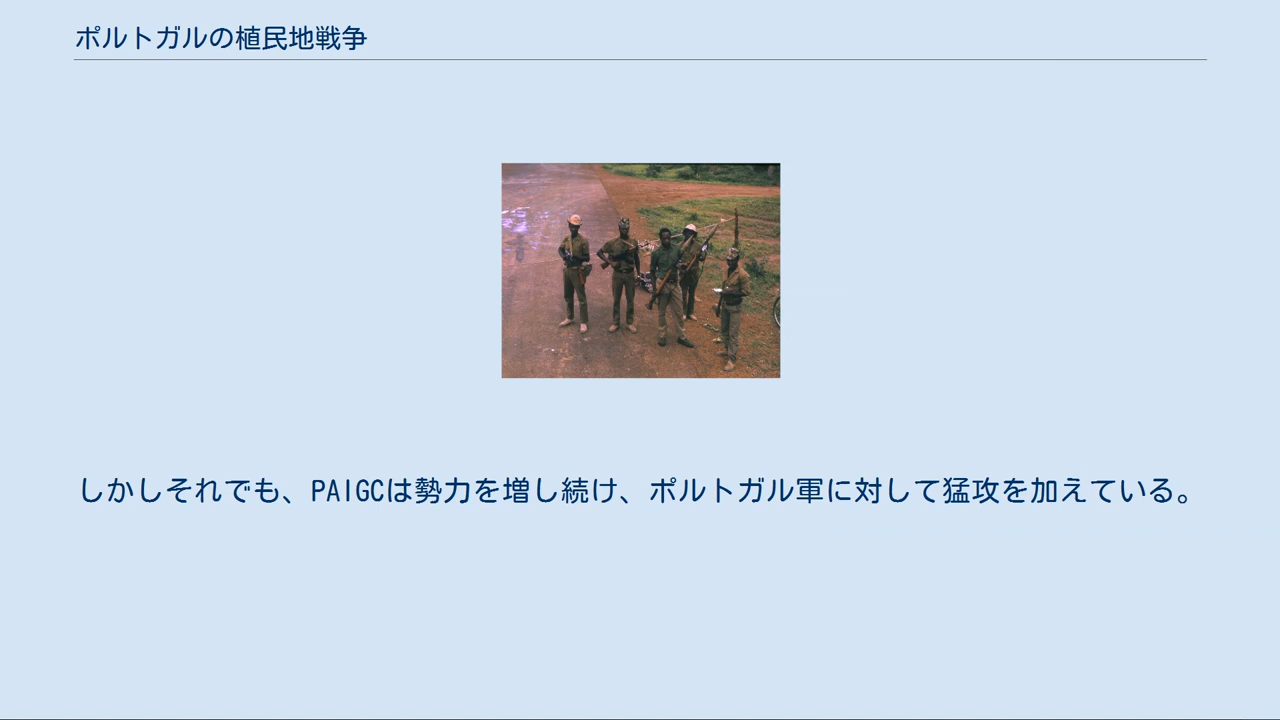 ポルトガルの植民地戦争
しかしそれでも、PAIGCは勢力を増し続け、ポルトガル軍に対して猛攻を加えている。